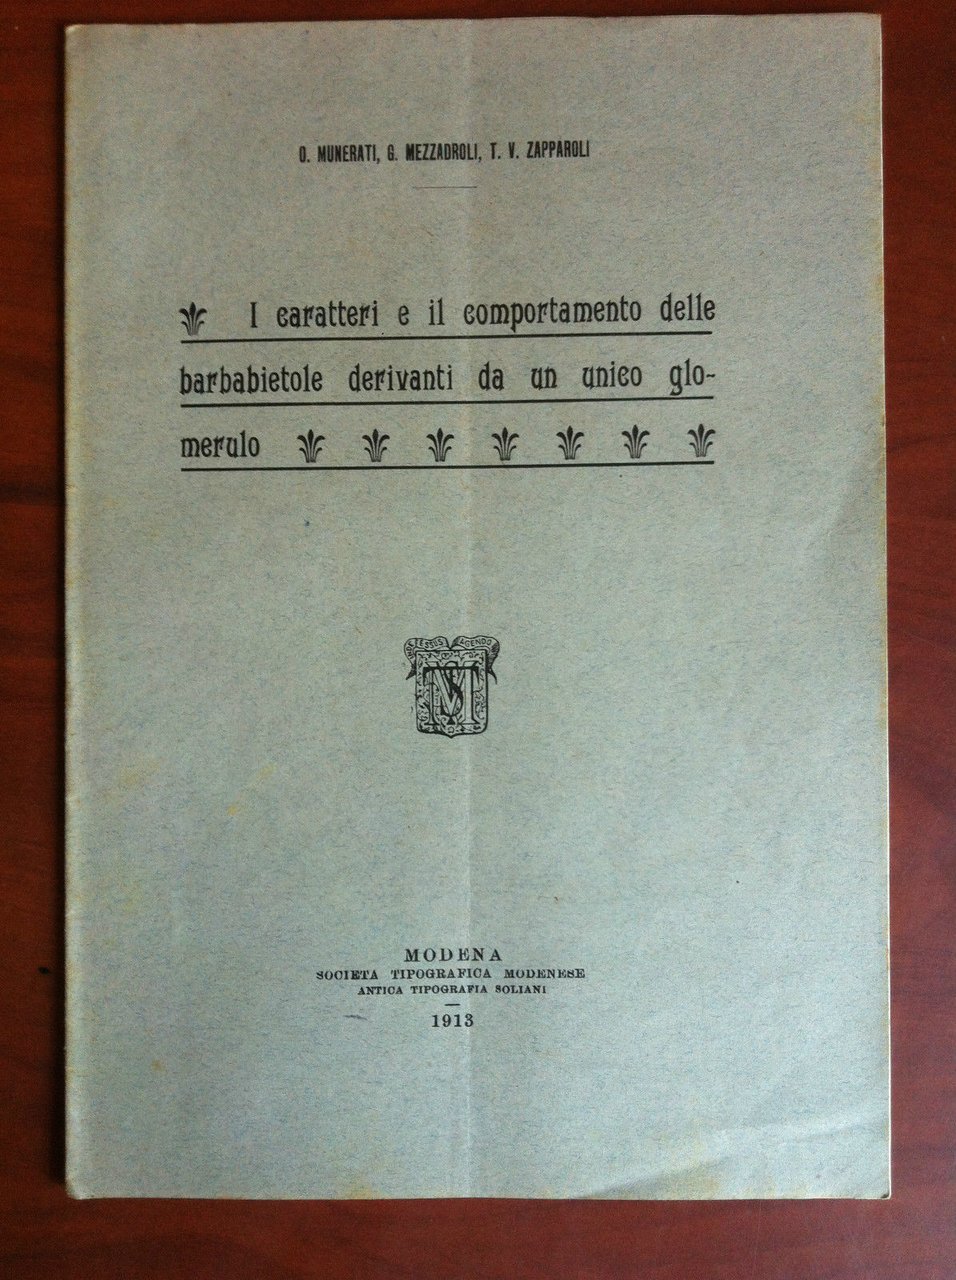 O. MUNERATI, G. MEZZADROLI, T. V. ZAPPAROLI
I caratteri e il comportamento delle
barbabietole derivanti da un unico glo-
merulo
AGENDO
MODENA
SOCIETA TIPOGRAFICA MODENESE
ANTICA TIPOGRAFIA SOLIANI
1913